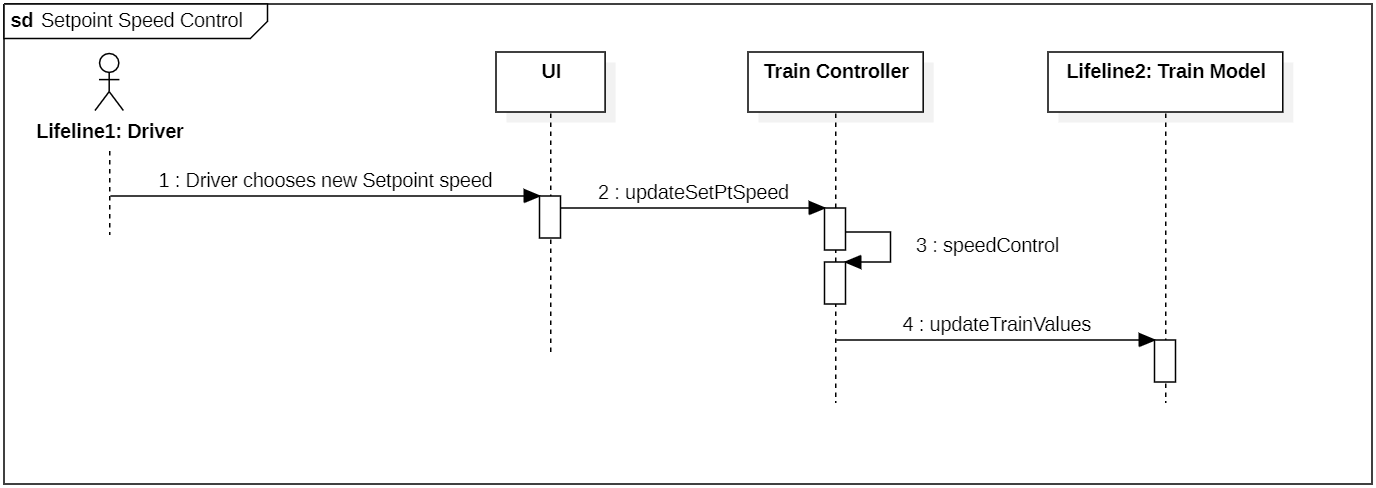 sd Setpoint Speed Control
Lifeline1: Driver
UI
Train Controller
Lifeline2: Train Model
1 : Driver chooses new Setpoint speed
2 : updateSetPtSpeed
3 : speedControl
4 : updateTrainValues